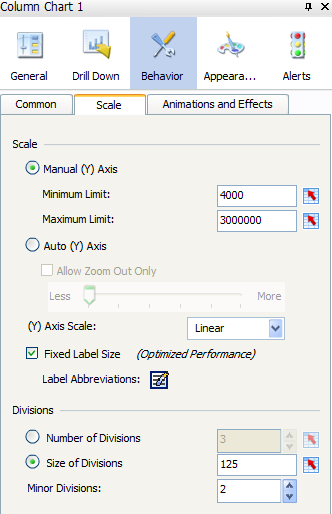 Column Chart 1
General Drill Down Behavior Appeara... Alerts
Common Scale Animations and Effects
Scale
Manual (Y) Axis
Minimum Limit: 4000
Maximum Limit: 3000000
Auto (Y) Axis
Allow Zoom Out Only
Less More
(Y) Axis Scale: Linear
Fixed Label Size (Optimized Performance)
Label Abbreviations:
Divisions
Number of Divisions 3
Size of Divisions 125
Minor Divisions: 2